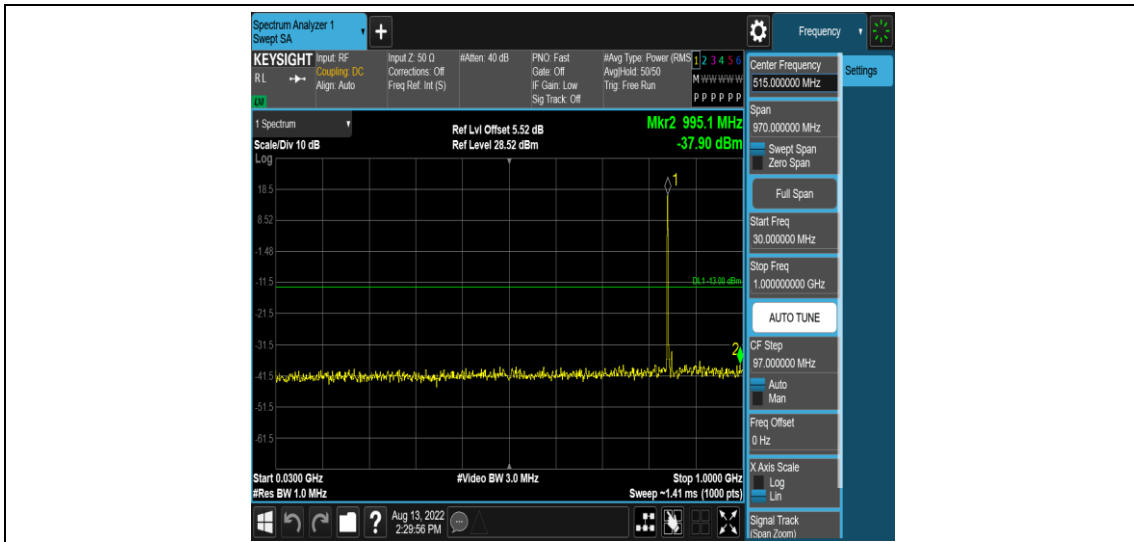 Spectrum Analyzer 1
Swept SA
+
Frequency
KEYSIGHT
RL
LM
Input: RF
Coupling: DC
Align: Auto
Input Z: 50 Ω
Corrections: Off
Freq Ref: Int (S)
#Atten: 40 dB
PNO: Fast
Gate: Off
IF Gain: Low
Sig Track: Off
#Avg Type: Power (RMS
Avg|Hold: 50/50
Trig: Free Run
1 2 3 4 5 6
M W W W W W
P P P P P P
1 Spectrum
Scale/Div 10 dB
Log
Ref Lvl Offset 5.52 dB
Ref Level 28.52 dBm
Mkr2 995.1 MHz
-37.90 dBm
1
18.5
8.52
-1.48
-11.5
DL1 -13.00 dBm
-21.5
-31.5
2
-41.5
-51.5
-61.5
Start 0.0300 GHz
#Res BW 1.0 MHz
#Video BW 3.0 MHz
Stop 1.0000 GHz
Sweep ~1.41 ms (1000 pts)
Aug 13, 2022
2:29:56 PM
?
Center Frequency
515.000000 MHz
Settings
Span
970.000000 MHz
Swept Span
Zero Span
Full Span
Start Freq
30.000000 MHz
Stop Freq
1.000000000 GHz
AUTO TUNE
CF Step
97.000000 MHz
Auto
Man
Freq Offset
0 Hz
X Axis Scale
Log
Lin
Signal Track
(Span Zoom)